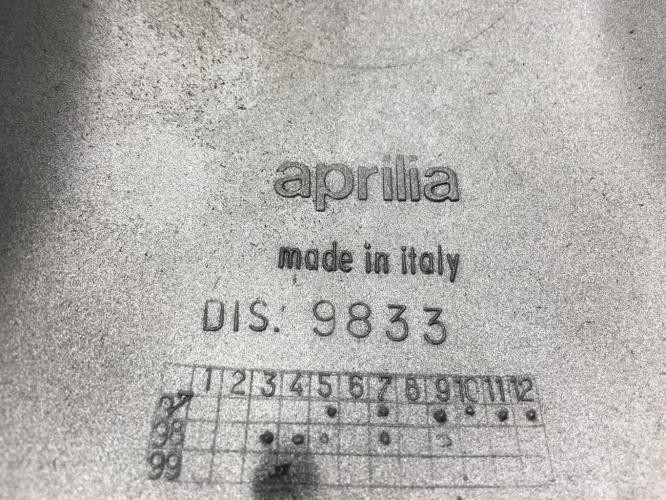 aprilia
made in italy
DIS. 9833
1 2 3 4 5 6 7 8 9 10 11 12
97
98
99